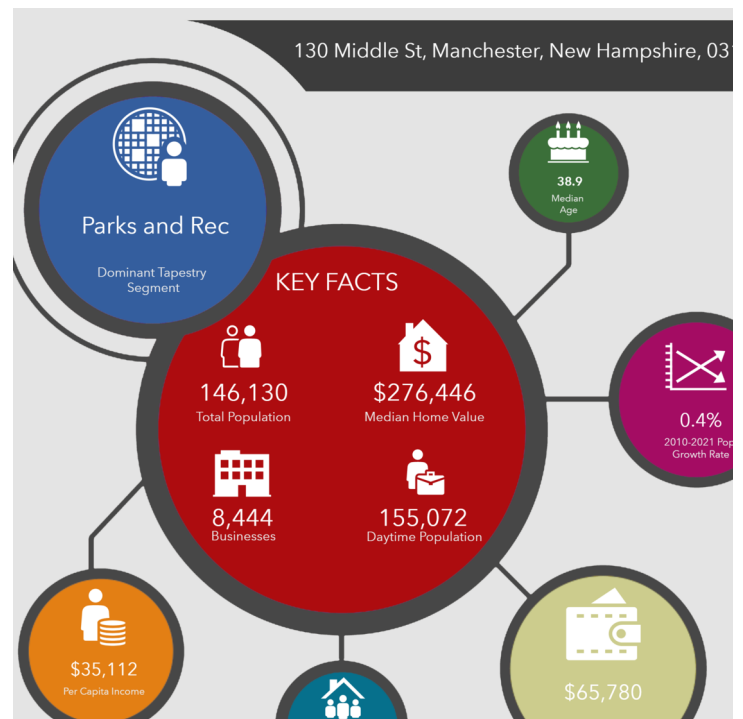 130 Middle St, Manchester, New Hampshire,
Parks and Rec
Dominant Tapestry
Segment
KEY FACTS
146,130
Total Population
$276,446
Median Home Value
8,444
Businesses
155,072
Daytime Population
38.9
Median
Age
0.4%
2010-2021
Growth Rate
$35,112
Per Capita Income
$65,780